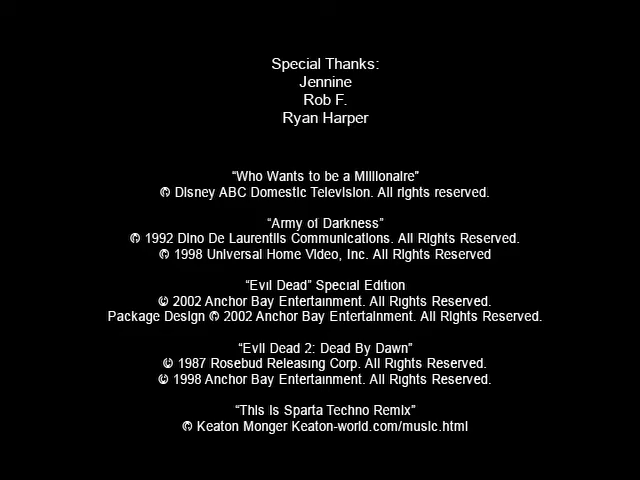 Special Thanks:
Jennine
Rob F.
Ryan Harper
“Who Wants to be a Millionaire”
© Disney ABC Domestic Television. All rights reserved.
“Army of Darkness”
© 1992 Dino De Laurentiis Communications. All Rights Reserved.
© 1998 Universal Home Video, Inc. All Rights Reserved
“Evil Dead” Special Edition
© 2002 Anchor Bay Entertainment. All Rights Reserved.
Package Design © 2002 Anchor Bay Entertainment. All Rights Reserved.
“Evil Dead 2: Dead By Dawn”
© 1987 Rosebud Releasing Corp. All Rights Reserved.
© 1998 Anchor Bay Entertainment. All Rights Reserved.
“This Is Sparta Techno Remix”
© Keaton Monger Keaton-world.com/music.html